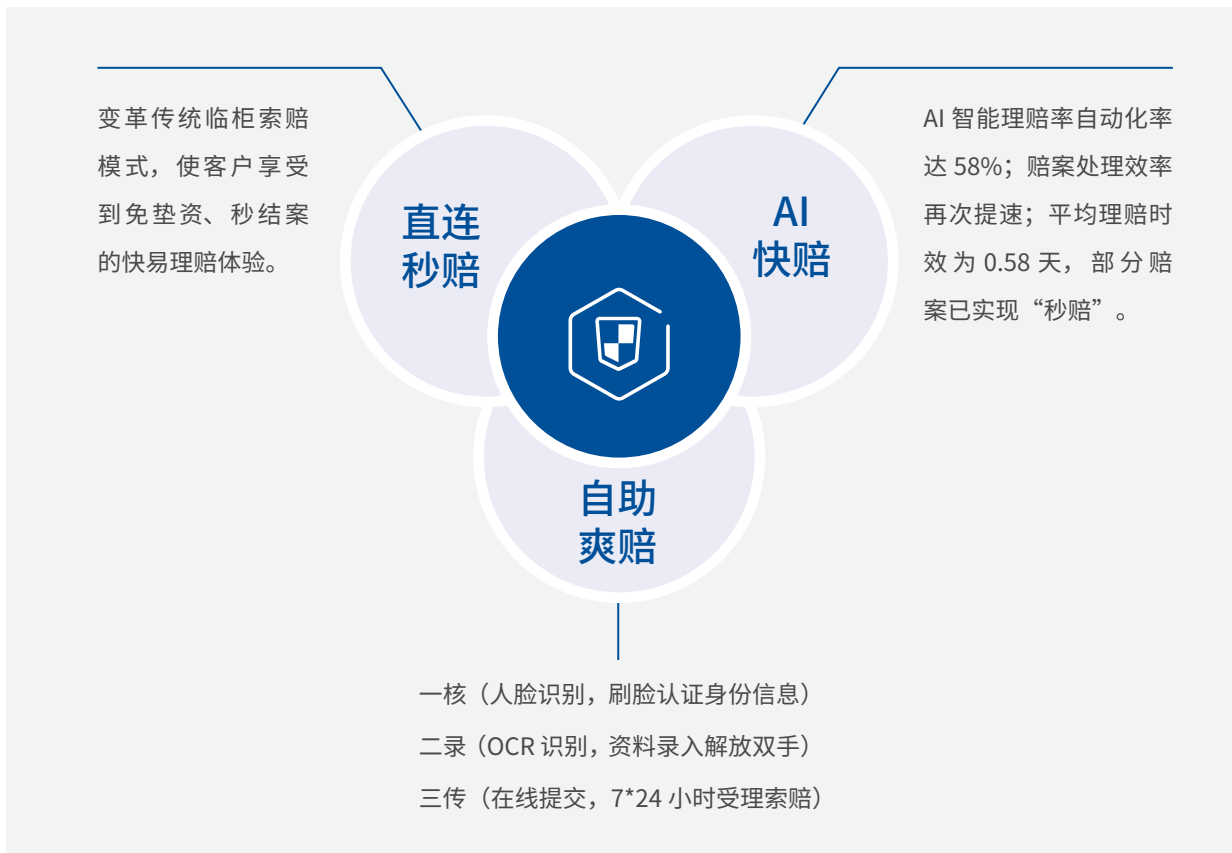 变革传统临柜索赔
模式，使客户享受
到免垫资、秒结案
的快易理赔体验。
直连
秒赔
AI
快赔
AI 智能理赔率自动化率
达 58%；赔案处理效率
再次提速；平均理赔时
效为 0.58 天，部分赔
案已实现“秒赔”。
自助
爽赔
一核（人脸识别，刷脸认证身份信息）
二录（OCR 识别，资料录入解放双手）
三传（在线提交，7*24 小时受理索赔）